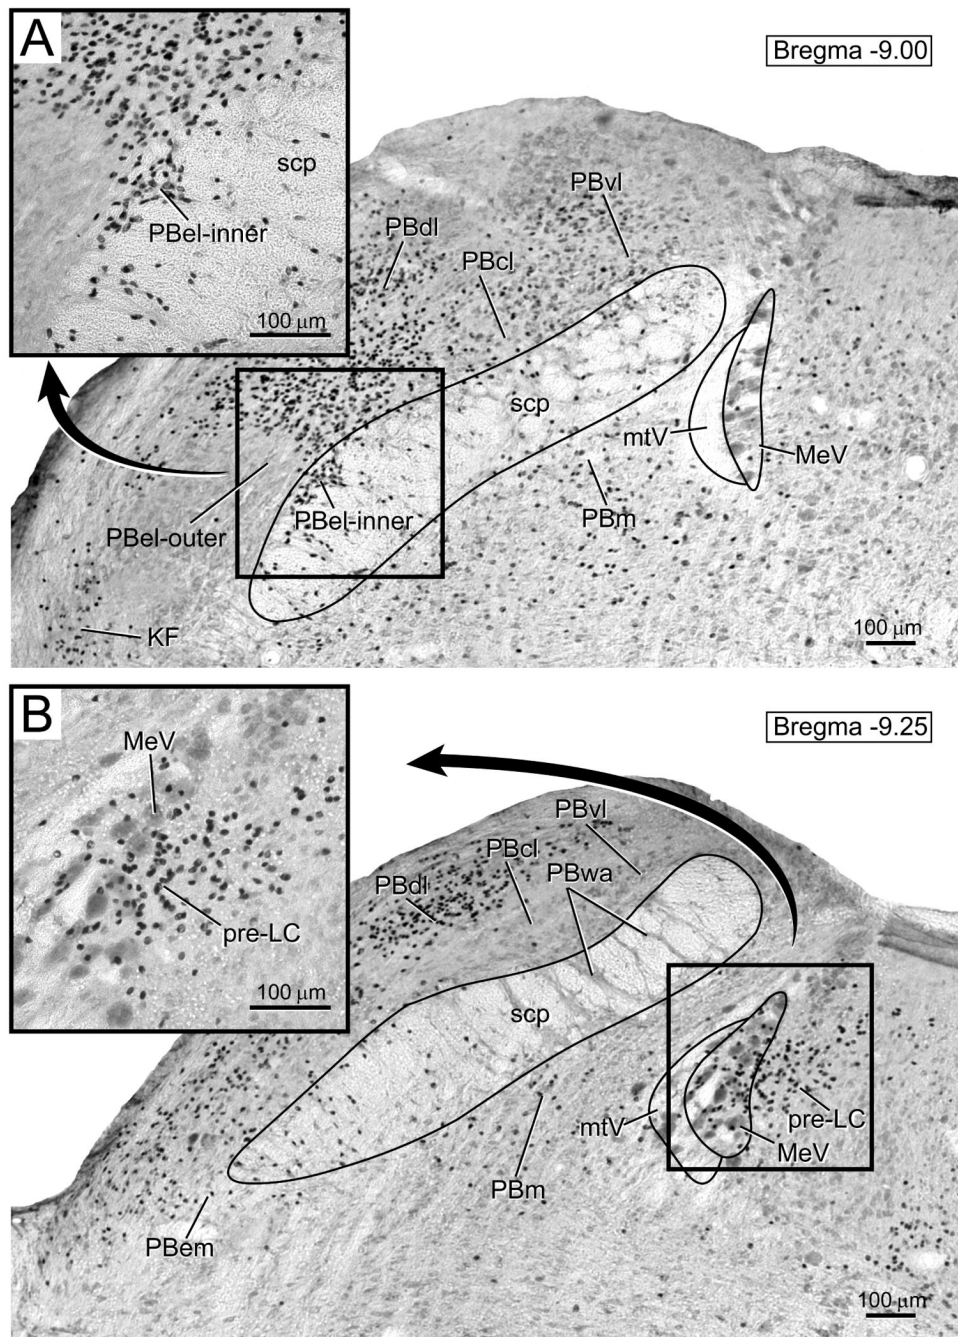 A
Bregma -9.00
scp
PBel-inner
100 μm
PBvl
PBdl
PBcl
scp
mtV
MeV
PBel-inner
PBm
PBel-outer
KF
100 μm
B
Bregma -9.25
MeV
pre-LC
100 μm
PBvl
PBcl
PBwa
PBdl
scp
pre-LC
mtV
MeV
PBm
PBem
100 μm